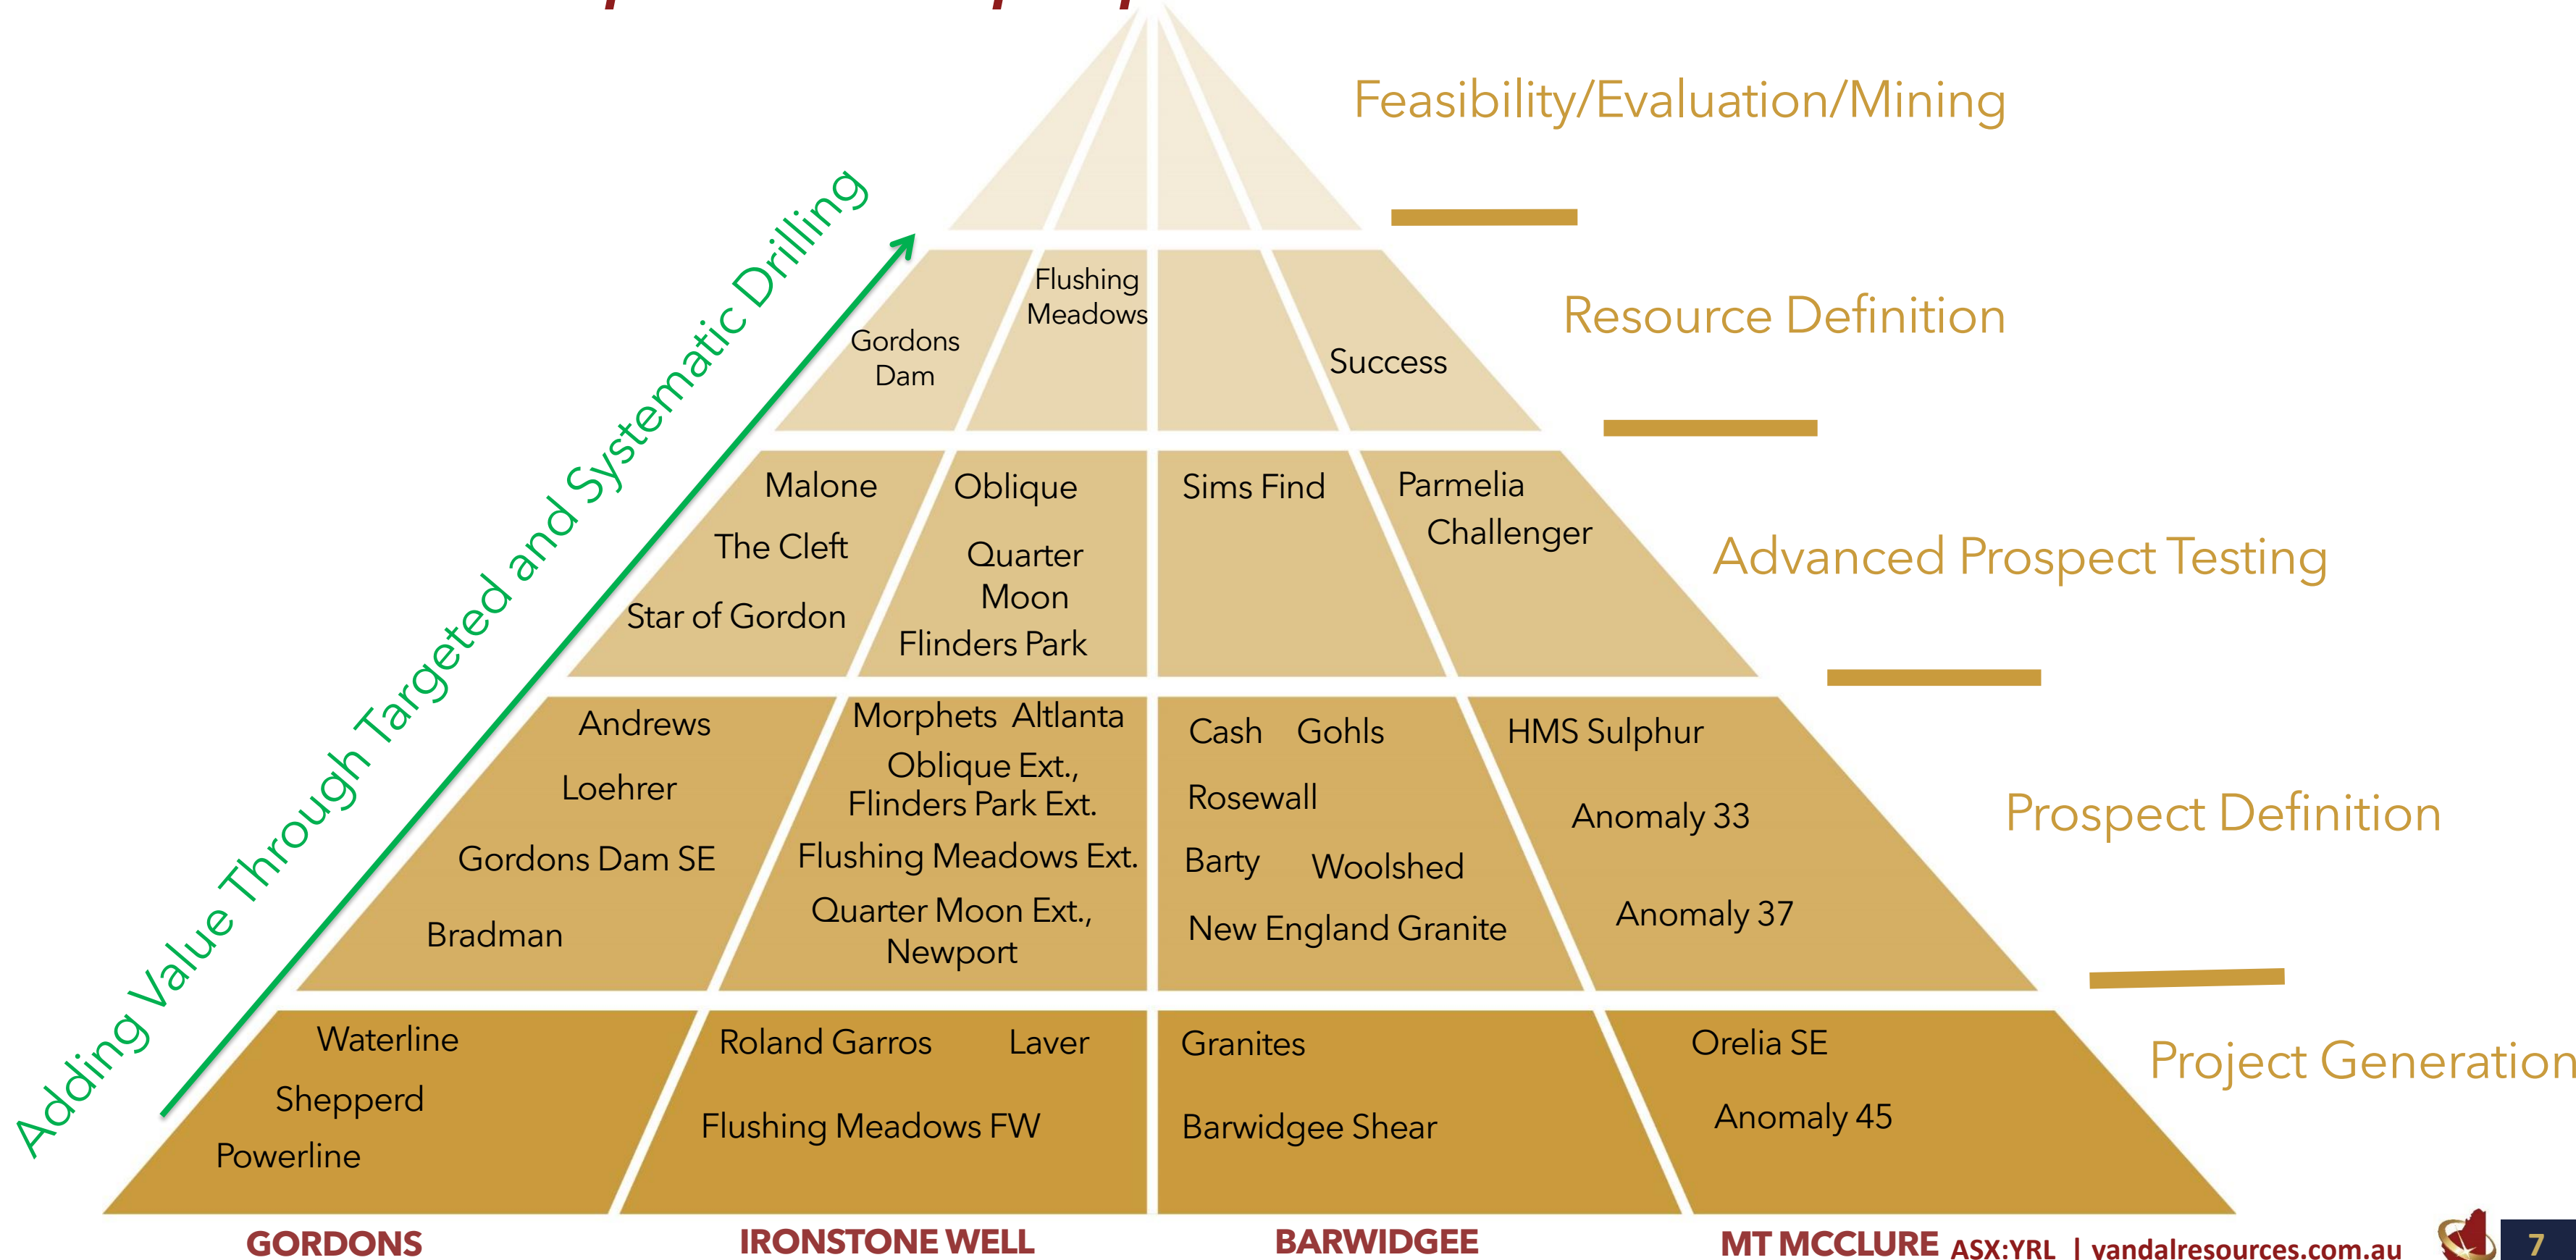 Feasibility/Evaluation/Mining
Adding Value Through Targeted and Systematic Drilling
Flushing
Meadows
Gordons
Dam
Success
Resource Definition
Malone
The Cleft
Star of Gordon
Oblique
Quarter
Moon
Flinders Park
Sims Find
Parmelia
Challenger
Advanced Prospect Testing
Andrews
Loehrer
Gordons Dam SE
Bradman
Morphets Altlanta
Oblique Ext.,
Flinders Park Ext.
Flushing Meadows Ext.
Quarter Moon Ext.,
Newport
Cash Gohls
Rosewall
Barty Woolshed
New England Granite
HMS Sulphur
Anomaly 33
Anomaly 37
Prospect Definition
Waterline
Shepperd
Powerline
Roland Garros Laver
Flushing Meadows FW
Granites
Barwidgee Shear
Orelia SE
Anomaly 45
Project Generation
GORDONS IRONSTONE WELL BARWIDGEE MT MCCLURE
ASX:YRL | yandalresources.com.au
7